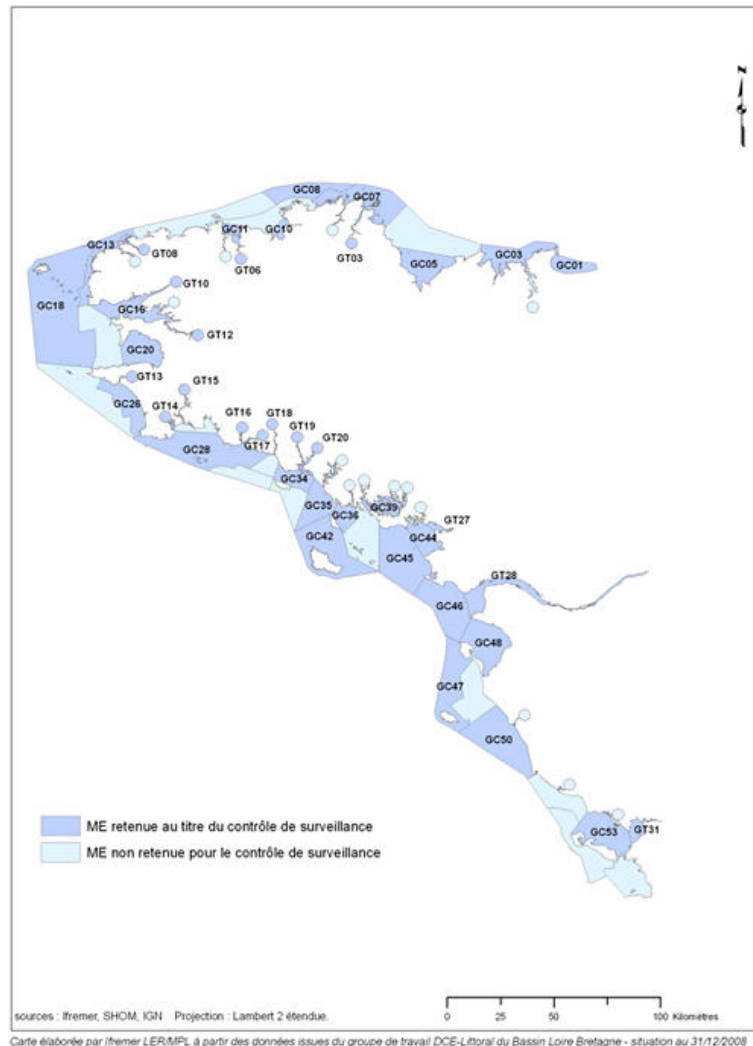 N
GC08
GC07
GC11
GC10
GC13
GT08
GT06
GT03
GC05
GC03
GC01
GT10
GC18
GC16
GT12
GC20
GT13
GT15
GC26
GT14
GT16
GT18
GT19
GT17
GT20
GC28
GC34
GC35
GC36
GC39
GT27
GC42
GC44
GC45
GT28
GC46
GC48
GC47
GC50
GC53
GT31
ME retenue au titre du contrôle de surveillance
ME non retenue pour le contrôle de surveillance
sources : Ifremer, SHOM, IGN Projection : Lambert 2 étendue.
0 25 50 100 Kilomètres
Carte élaborée par Ifremer LER/MPL à partir des données issues du groupe de travail DCE-Littoral du Bassin Loire Bretagne - situation au 31/12/2008